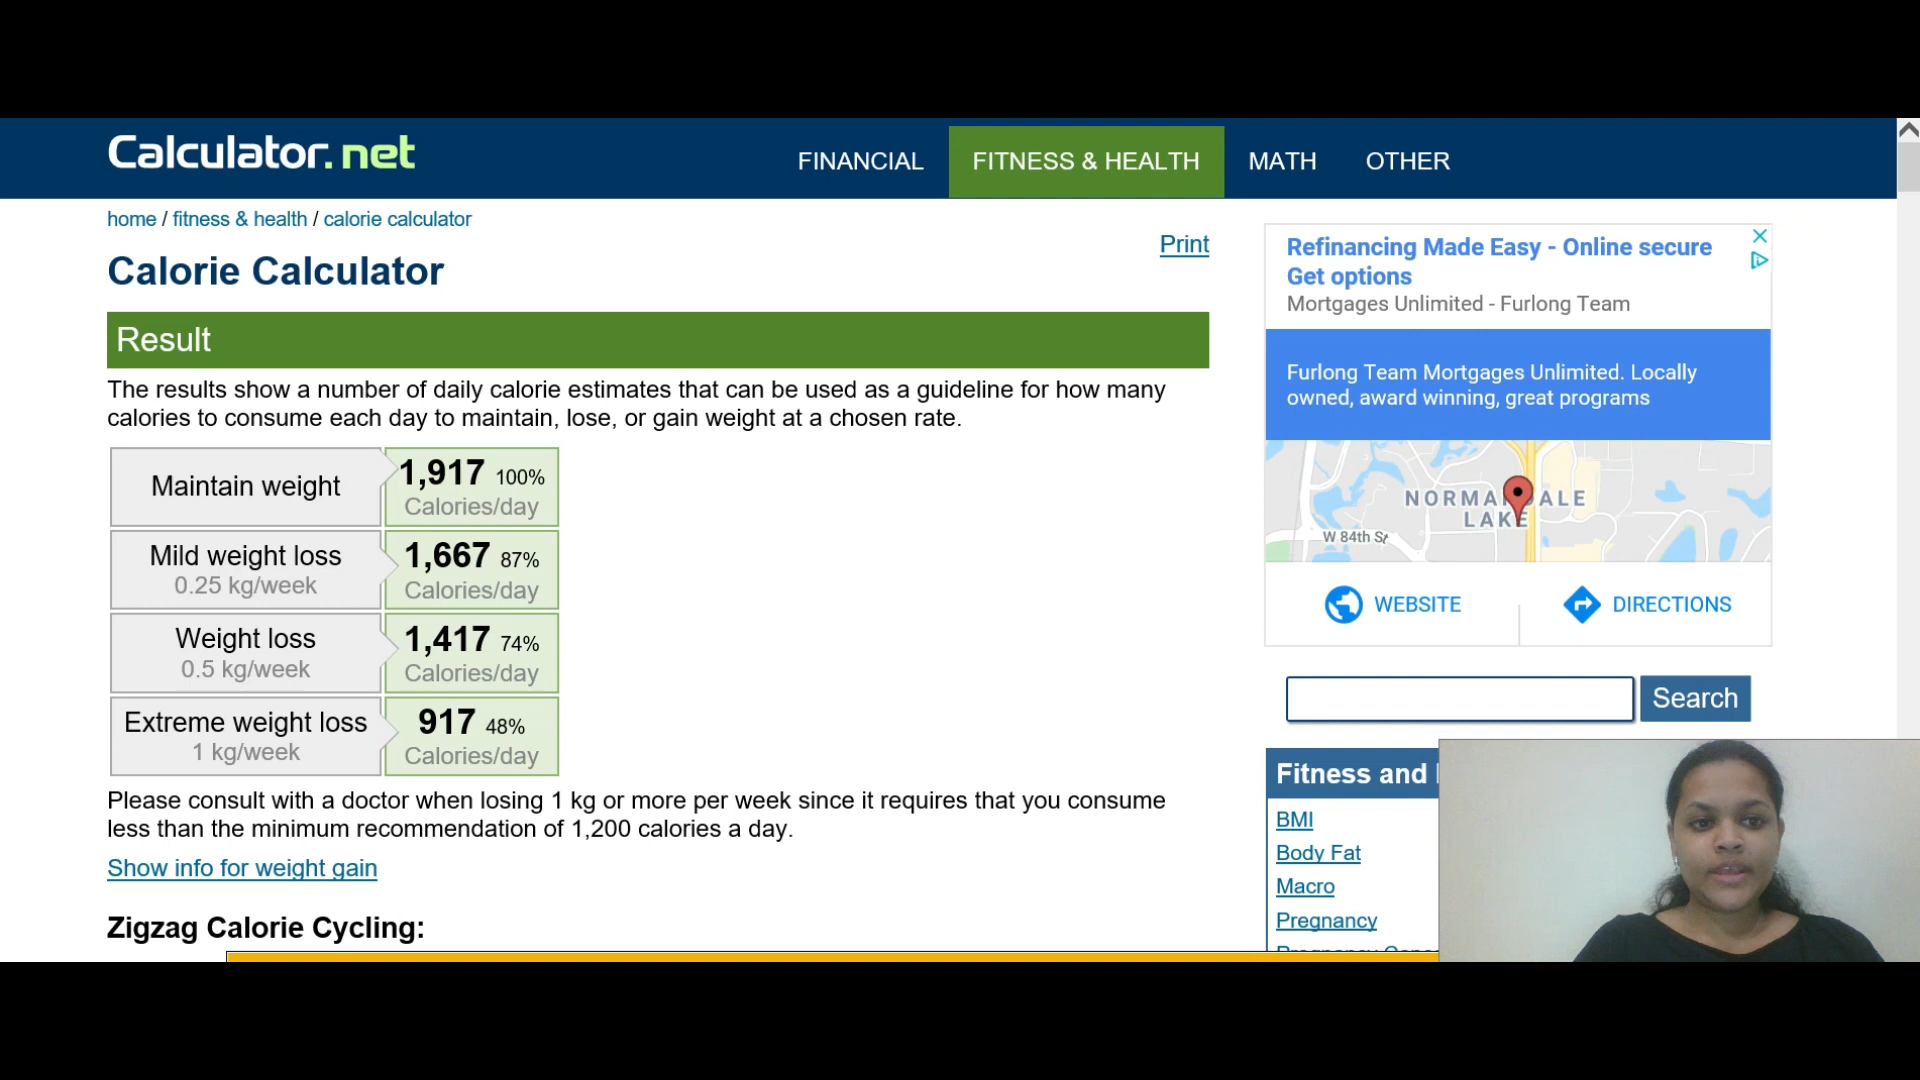 Calculator.net
FINANCIAL
FITNESS & HEALTH
MATH
OTHER
home / fitness & health / calorie calculator
Print
Calorie Calculator
Result
The results show a number of daily calorie estimates that can be used as a guideline for how many
calories to consume each day to maintain, lose, or gain weight at a chosen rate.
Maintain weight
1,917 100%
Calories/day
Mild weight loss
0.25 kg/week
1,667 87%
Calories/day
Weight loss
0.5 kg/week
1,417 74%
Calories/day
Extreme weight loss
1 kg/week
917 48%
Calories/day
Please consult with a doctor when losing 1 kg or more per week since it requires that you consume
less than the minimum recommendation of 1,200 calories a day.
Show info for weight gain
Zigzag Calorie Cycling:
Refinancing Made Easy - Online secure
Get options
Mortgages Unlimited - Furlong Team
Furlong Team Mortgages Unlimited. Locally
owned, award winning, great programs
LAKE
W 84th St
WEBSITE
DIRECTIONS
Search
Fitness and
BMI
Body Fat
Macro
Pregnancy